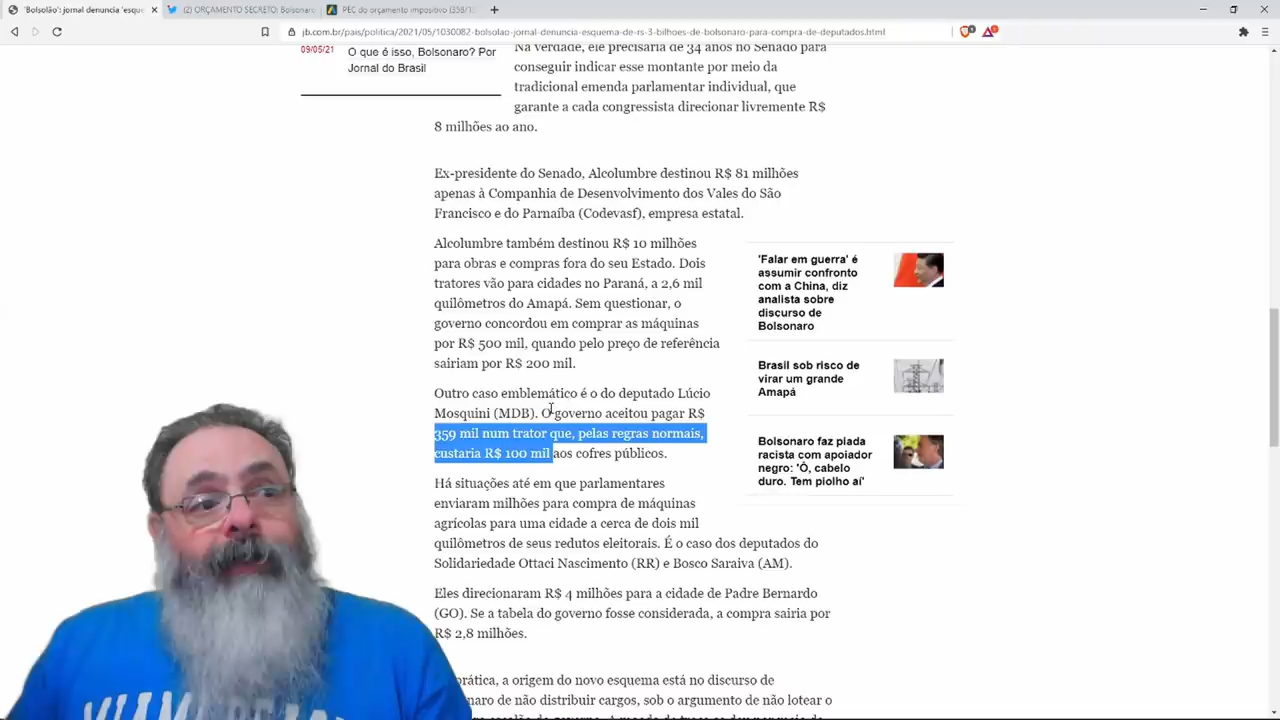 'Bolsolão': jornal denuncia 'esque
(2) ORÇAMENTO SECRETO: Bolsonaro
PEC do orçamento impositivo (358/1
jb.com.br/pais/politica/2021/05/1030082-bolsolao-jornal-denuncia-esquema-de-rs-3-bilhoes-de-bolsonaro-para-compra-de-deputados.html
09/05/21
O que é isso, Bolsonaro? Por
Jornal do Brasil
Na verdade, ele precisaria de 34 anos no Senado para
conseguir indicar esse montante por meio da
tradicional emenda parlamentar individual, que
garante a cada congressista direcionar livremente R$
8 milhões ao ano.
Ex-presidente do Senado, Alcolumbre destinou R$ 81 milhões
apenas à Companhia de Desenvolvimento dos Vales do São
Francisco e do Parnaíba (Codevasf), empresa estatal.
Alcolumbre também destinou R$ 10 milhões
para obras e compras fora do seu Estado. Dois
tratores vão para cidades no Paraná, a 2,6 mil
quilômetros do Amapá. Sem questionar, o
governo concordou em comprar as máquinas
por R$ 500 mil, quando pelo preço de referência
sairiam por R$ 200 mil.
Outro caso emblemático é o do deputado Lúcio
Mosquini (MDB). O governo aceitou pagar R$
359 mil num trator que, pelas regras normais,
custaria R$ 100 mil aos cofres públicos.
Há situações até em que parlamentares
enviaram milhões para compra de máquinas
agrícolas para uma cidade a cerca de dois mil
quilômetros de seus redutos eleitorais. É o caso dos deputados do
Solidariedade Ottaci Nascimento (RR) e Bosco Saraiva (AM).
Eles direcionaram R$ 4 milhões para a cidade de Padre Bernardo
(GO). Se a tabela do governo fosse considerada, a compra sairia por
R$ 2,8 milhões.
prática, a origem do novo esquema está no discurso de
naro de não distribuir cargos, sob o argumento de não lotear o
'Falar em guerra' é
assumir confronto
com a China, diz
analista sobre
discurso de
Bolsonaro
Brasil sob risco de
virar um grande
Amapá
Bolsonaro faz piada
racista com apoiador
negro: 'Ô, cabelo
duro. Tem piolho aí'